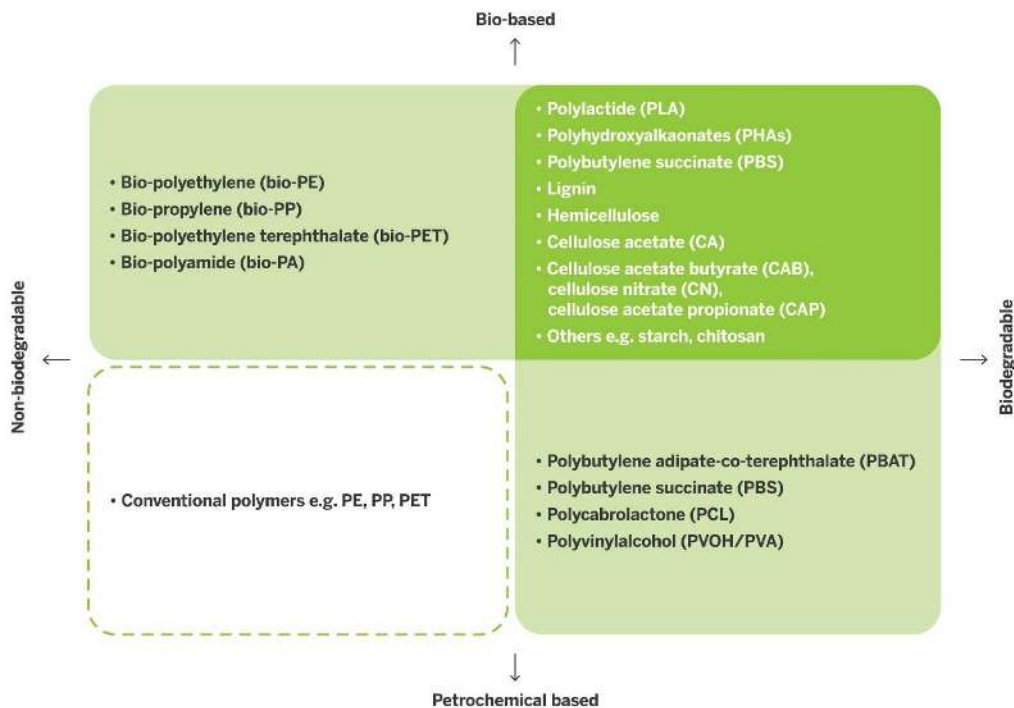 Bio-based
• Polylactide (PLA)
• Polyhydroxyalkaonates (PHAs)
• Polybutylene succinate (PBS)
• Lignin
• Hemicellulose
• Cellulose acetate (CA)
• Cellulose acetate butyrate (CAB),
cellulose nitrate (CN),
cellulose acetate propionate (CAP)
• Others e.g. starch, chitosan
• Bio-polyethylene (bio-PE)
• Bio-propylene (bio-PP)
• Bio-polyethylene terephthalate (bio-PET)
• Bio-polyamide (bio-PA)
Non-biodegradable
Biodegradable
• Conventional polymers e.g. PE, PP, PET
• Polybutylene adipate-co-terephthalate (PBAT)
• Polybutylene succinate (PBS)
• Polycabrolactone (PCL)
• Polyvinylalcohol (PVOH/PVA)
Petrochemical based